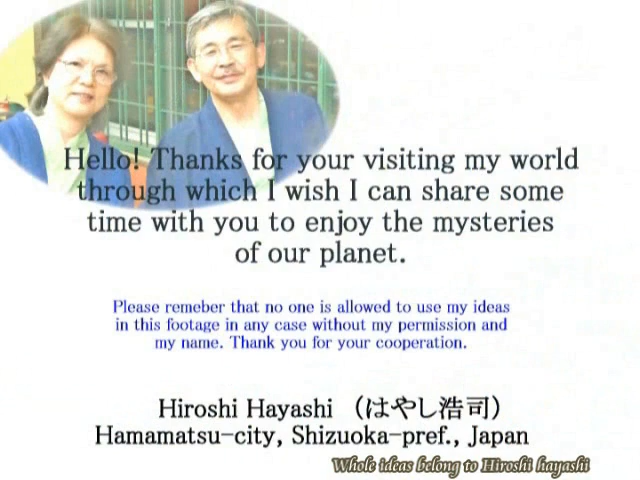 Hello! Thanks for your visiting my world
through which I wish I can share some
time with you to enjoy the mysteries
of our planet.
Please remeber that no one is allowed to use my ideas
in this footage in any case without my permission and
my name. Thank you for your cooperation.
Hiroshi Hayashi （はやし浩司）
Hamamatsu-city, Shizuoka-pref., Japan
Whole ideas belong to Hiroshi hayashi